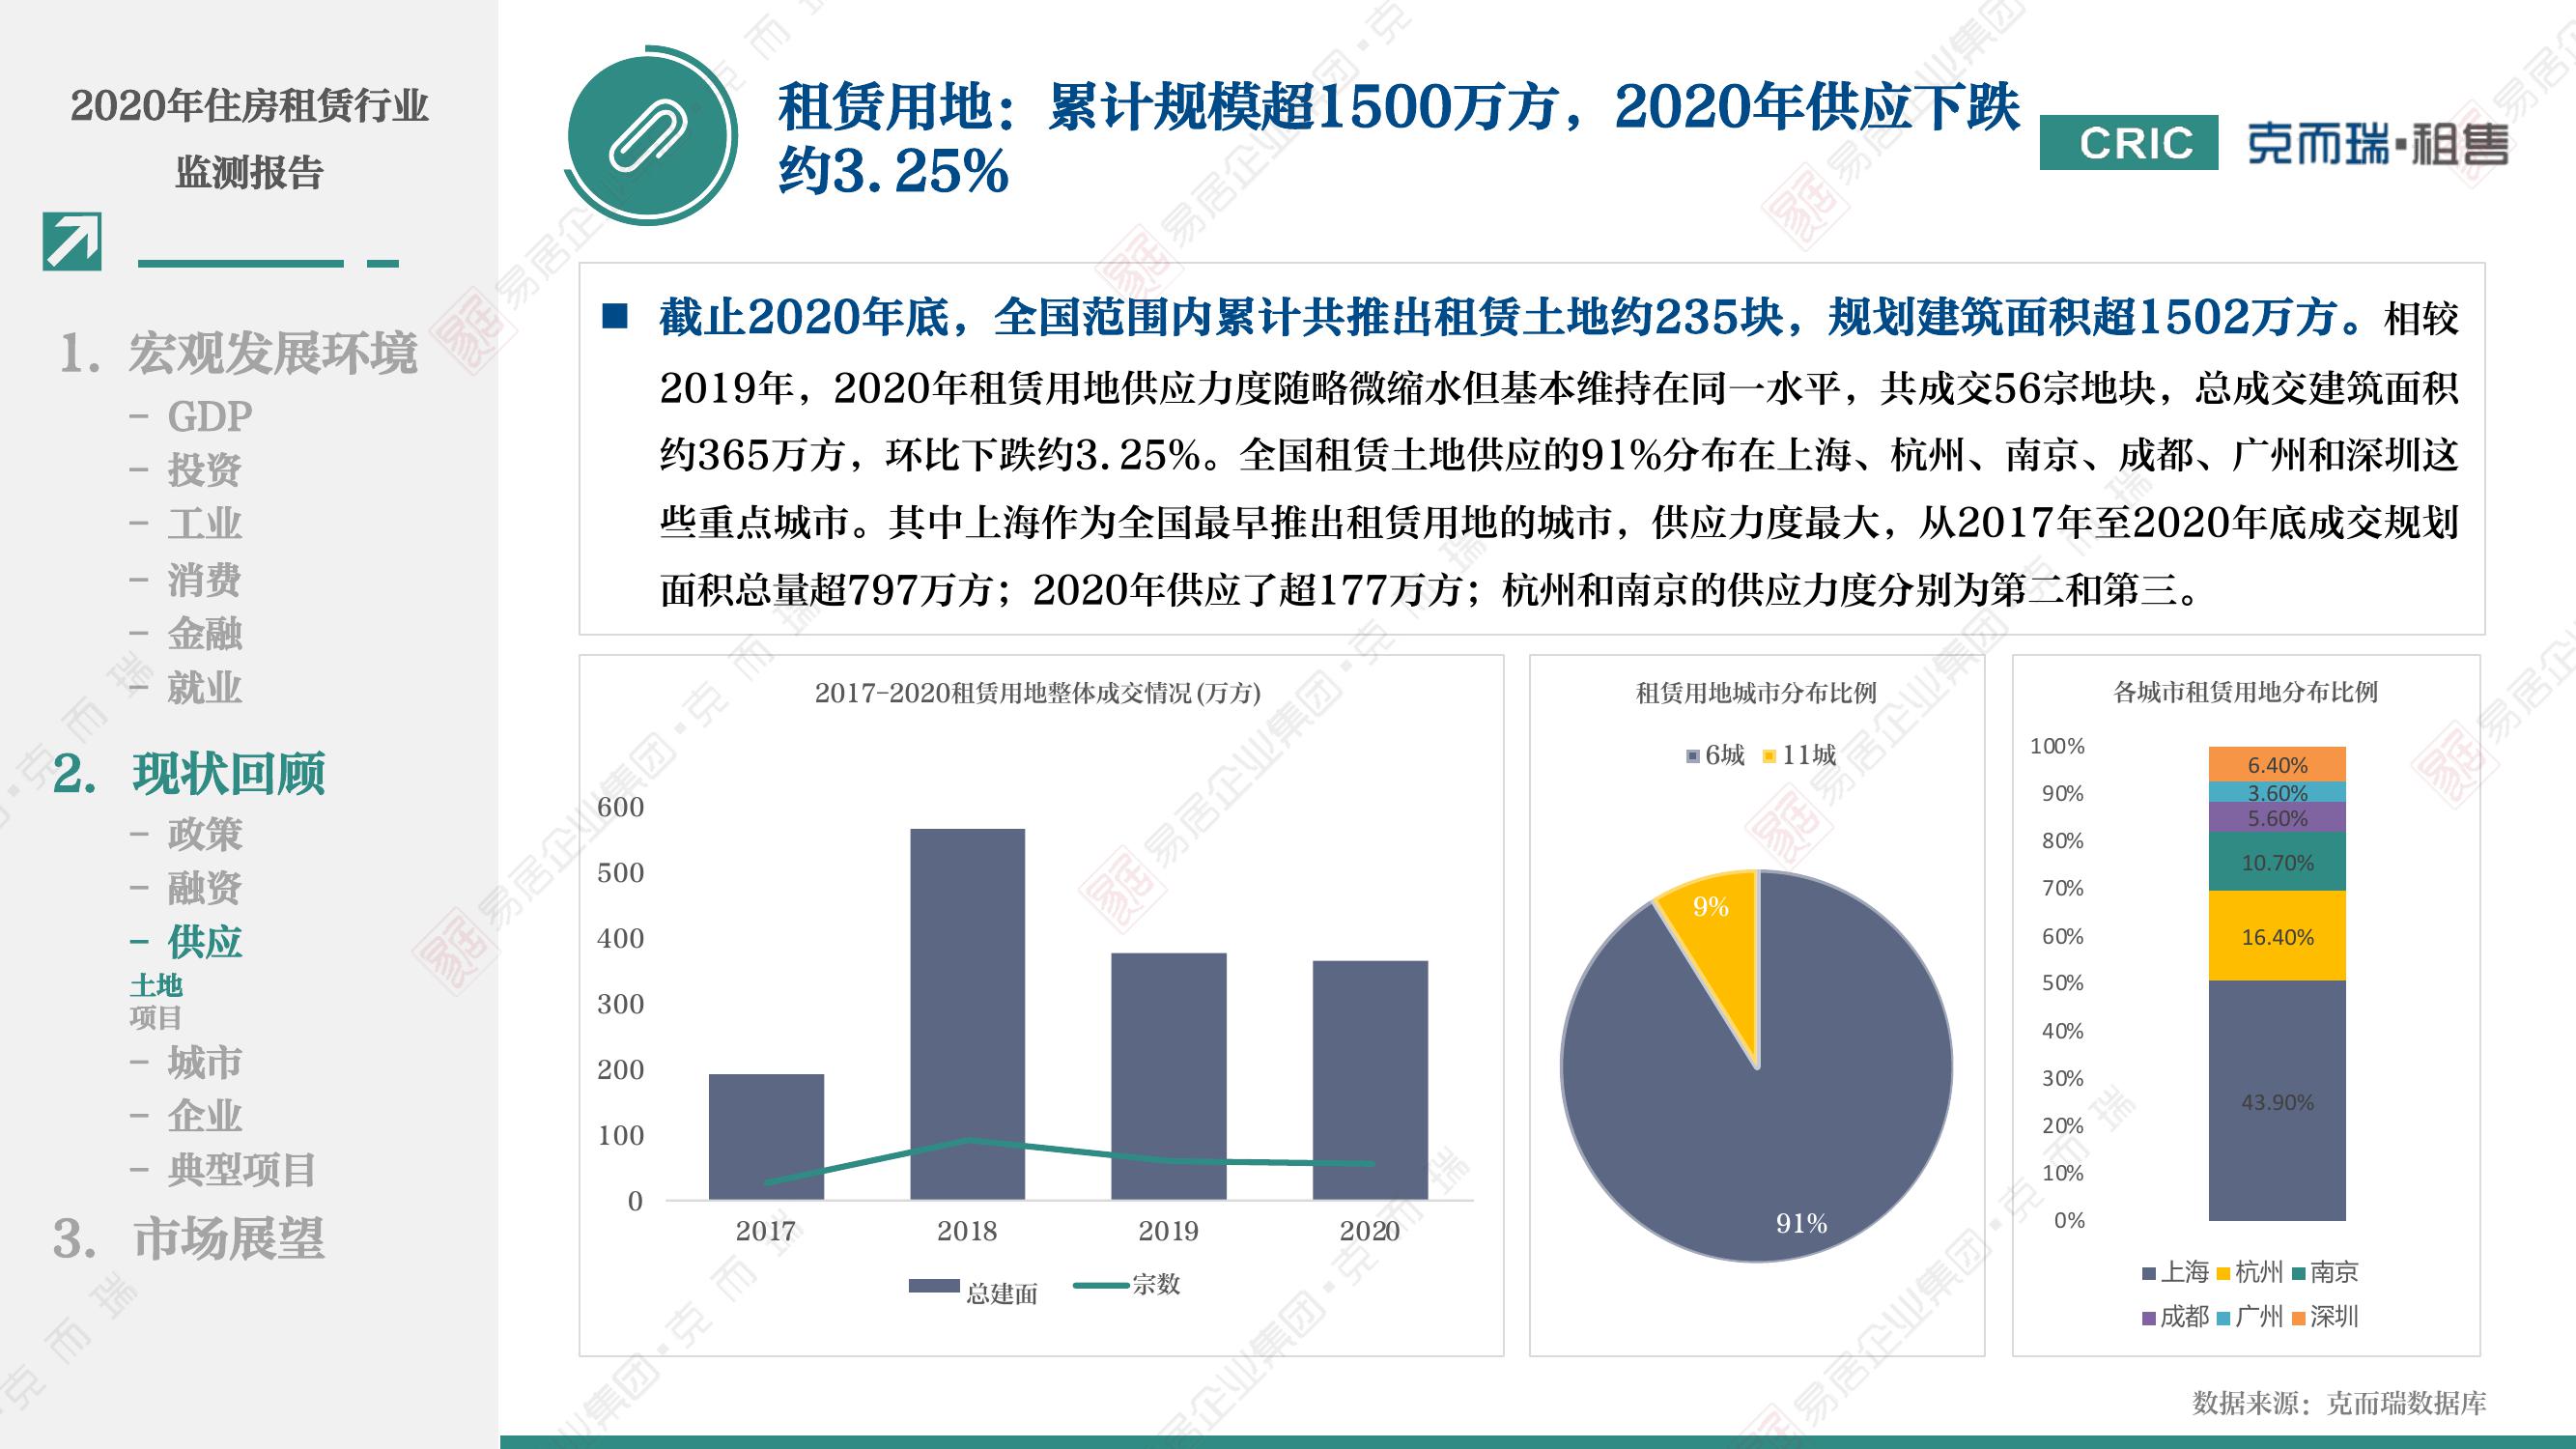 2020年住房租赁行业
监测报告
1. 宏观发展环境
– GDP
– 投资
– 工业
– 消费
– 金融
– 就业
2. 现状回顾
– 政策
– 融资
– 供应
土地
项目
– 城市
– 企业
– 典型项目
3. 市场展望
租赁用地：累计规模超1500万方，2020年供应下跌
约3.25%
CRIC 克而瑞·租售
■ 截止2020年底，全国范围内累计共推出租赁土地约235块，规划建筑面积超1502万方。相较
2019年，2020年租赁用地供应力度随略微缩水但基本维持在同一水平，共成交56宗地块，总成交建筑面积
约365万方，环比下跌约3.25%。全国租赁土地供应的91%分布在上海、杭州、南京、成都、广州和深圳这
些重点城市。其中上海作为全国最早推出租赁用地的城市，供应力度最大，从2017年至2020年底成交规划
面积总量超797万方；2020年供应了超177万方；杭州和南京的供应力度分别为第二和第三。
2017-2020租赁用地整体成交情况(万方)
600
500
400
300
200
100
0
2017 2018 2019 2020
总建面 宗数
租赁用地城市分布比例
6城 11城
9%
91%
各城市租赁用地分布比例
100%
90%
80%
70%
60%
50%
40%
30%
20%
10%
0%
6.40%
3.60%
5.60%
10.70%
16.40%
43.90%
上海 杭州 南京
成都 广州 深圳
数据来源：克而瑞数据库
易居企业集团·克而瑞